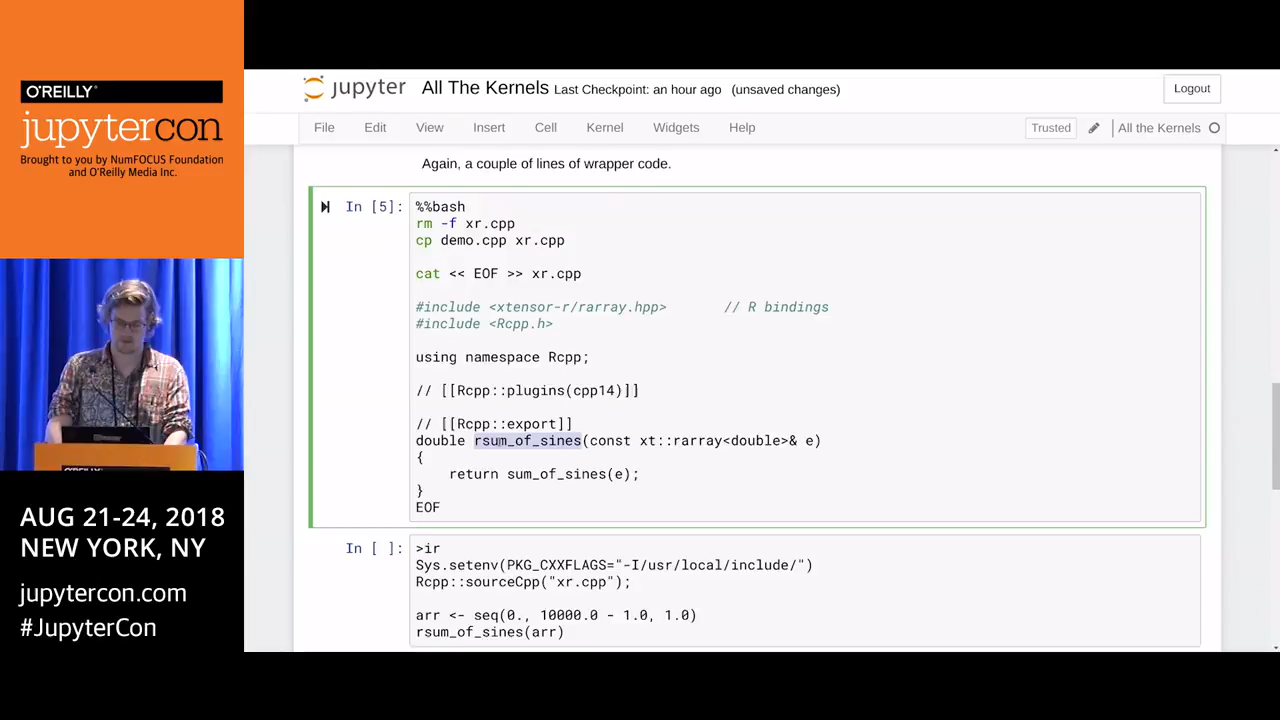 O'REILLY®
jupytercon
Brought to you by NumFOCUS Foundation
and O'Reilly Media Inc.
AUG 21-24, 2018
NEW YORK, NY
jupytercon.com
#JupyterCon
jupyter All The Kernels Last Checkpoint: an hour ago (unsaved changes)
Logout
File Edit View Insert Cell Kernel Widgets Help
Trusted All the Kernels
Again, a couple of lines of wrapper code.
In [5]:
%%bash
rm -f xr.cpp
cp demo.cpp xr.cpp
cat << EOF >> xr.cpp
#include <xtensor-r/rarray.hpp> // R bindings
#include <Rcpp.h>
using namespace Rcpp;
// [[Rcpp::plugins(cpp14)]]
// [[Rcpp::export]]
double rsum_of_sines(const xt::rarray<double>& e)
{
return sum_of_sines(e);
}
EOF
In [ ]:
>ir
Sys.setenv(PKG_CXXFLAGS="-I/usr/local/include/")
Rcpp::sourceCpp("xr.cpp");
arr <- seq(0., 10000.0 - 1.0, 1.0)
rsum_of_sines(arr)